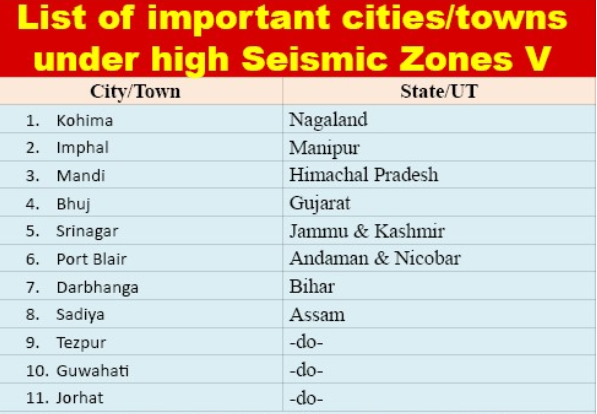 List of important cities/towns
under high Seismic Zones V
City/Town State/UT
1. Kohima Nagaland
2. Imphal Manipur
3. Mandi Himachal Pradesh
4. Bhuj Gujarat
5. Srinagar Jammu & Kashmir
6. Port Blair Andaman & Nicobar
7. Darbhanga Bihar
8. Sadiya Assam
9. Tezpur -do-
10. Guwahati -do-
11. Jorhat -do-